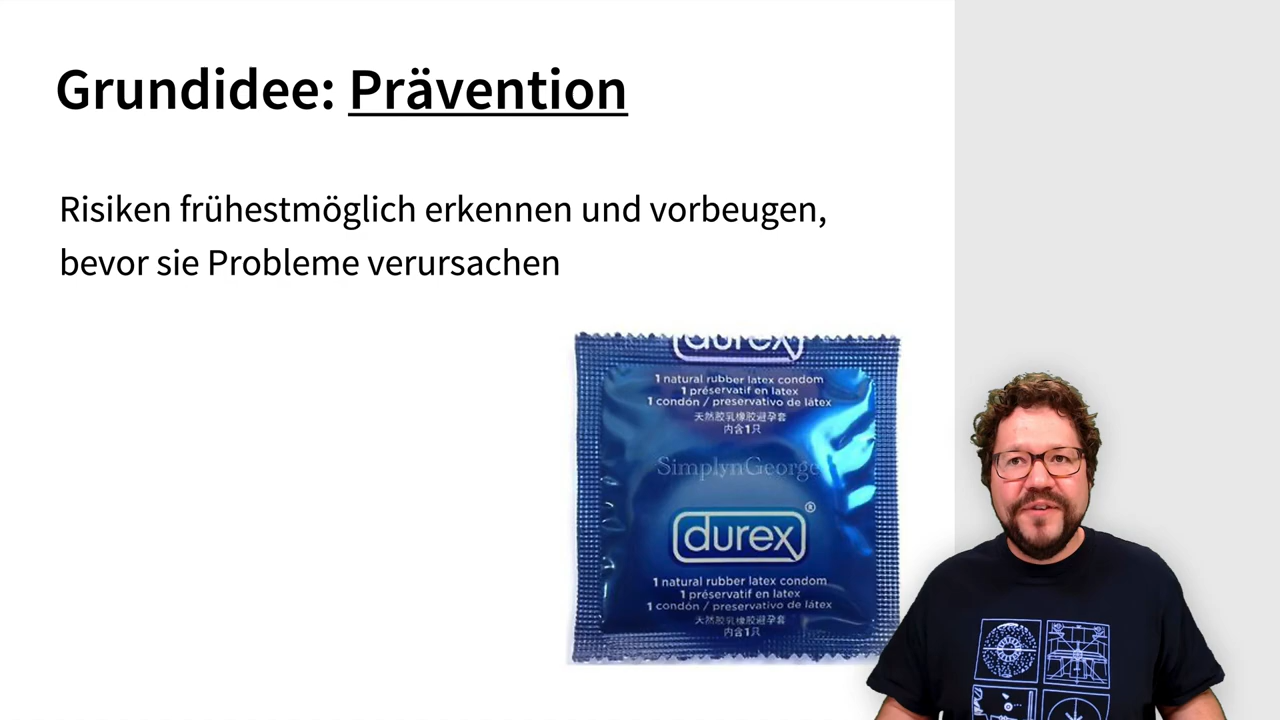 Grundidee: Prävention
Risiken frühestmöglich erkennen und vorbeugen,
bevor sie Probleme verursachen
durex
1 natural rubber latex condom
1 préservatif en latex
1 condón / preservativo de látex
天然胶乳橡胶避孕套
内含1只
SimplynGeorge
durex®
1 natural rubber latex condom
1 préservatif en latex
1 condón / preservativo de látex
天然胶乳橡胶避孕套
内含1只